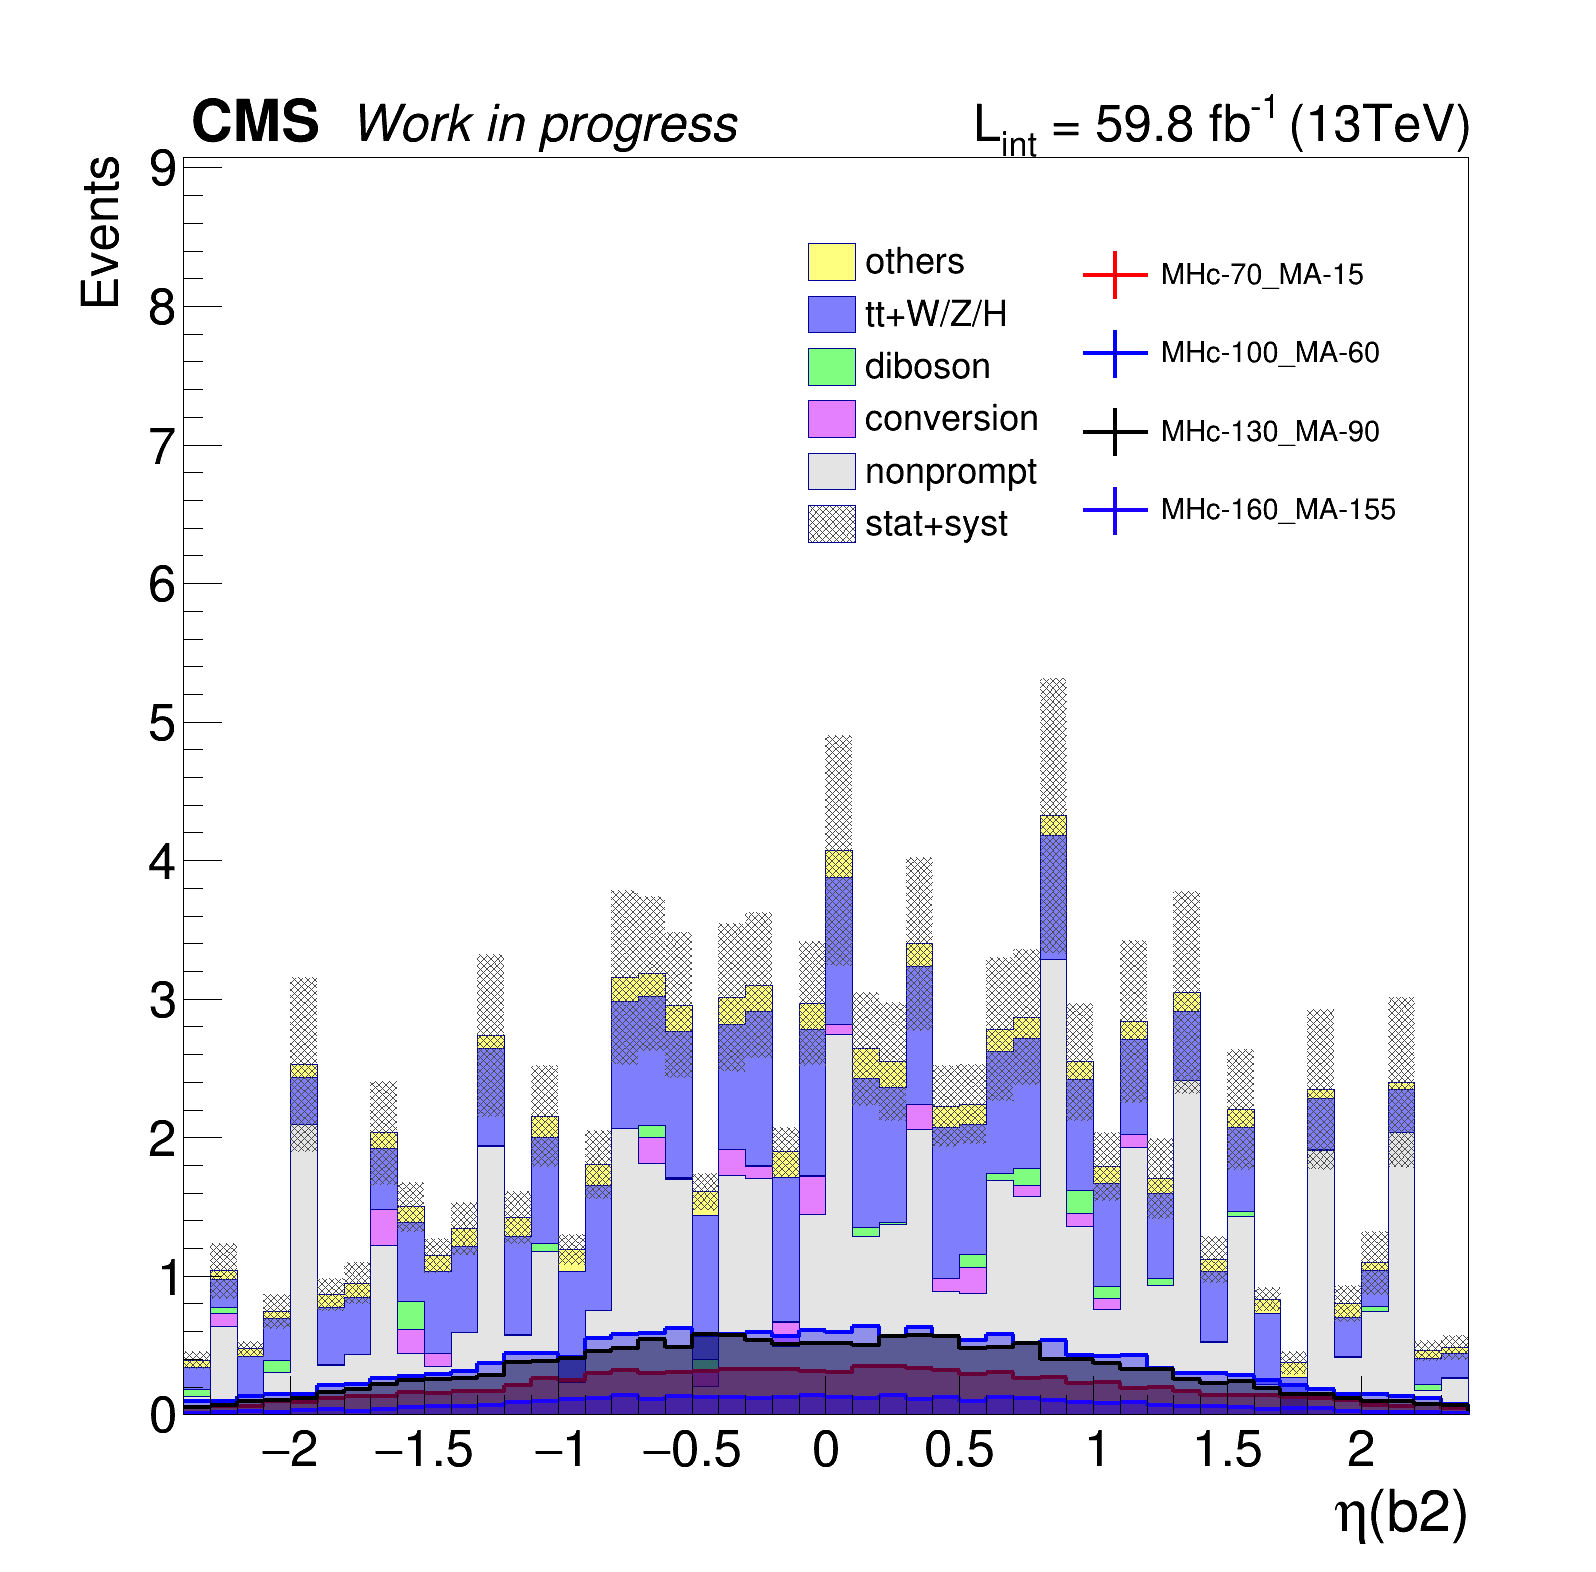 CMS Work in progress L_int = 59.8 fb^-1 (13TeV)
Events
9
8
7
6
5
4
3
2
1
0
others
tt+W/Z/H
diboson
conversion
nonprompt
stat+syst
MHc-70_MA-15
MHc-100_MA-60
MHc-130_MA-90
MHc-160_MA-155
−2 −1.5 −1 −0.5 0 0.5 1 1.5 2
η(b2)